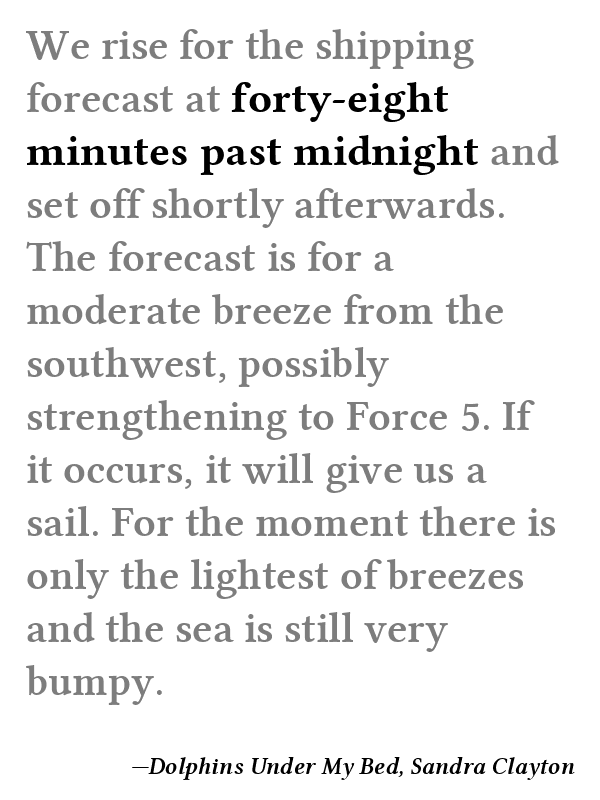 We rise for the shipping
forecast at forty-eight
minutes past midnight and
set off shortly afterwards.
The forecast is for a
moderate breeze from the
southwest, possibly
strengthening to Force 5. If
it occurs, it will give us a
sail. For the moment there is
only the lightest of breezes
and the sea is still very
bumpy.
—Dolphins Under My Bed, Sandra Clayton